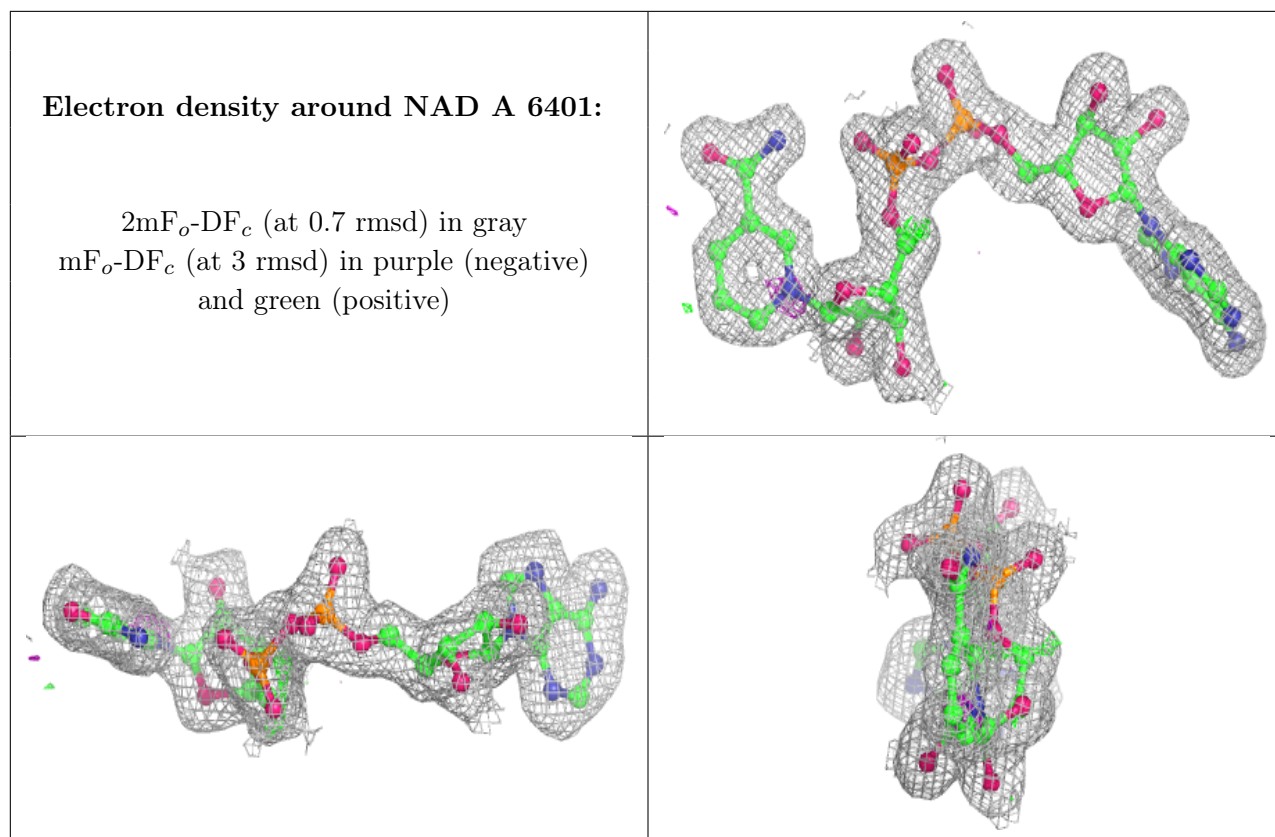 Electron density around NAD A 6401:
2mFₒ-DF𝒸 (at 0.7 rmsd) in gray
mFₒ-DF𝒸 (at 3 rmsd) in purple (negative)
and green (positive)